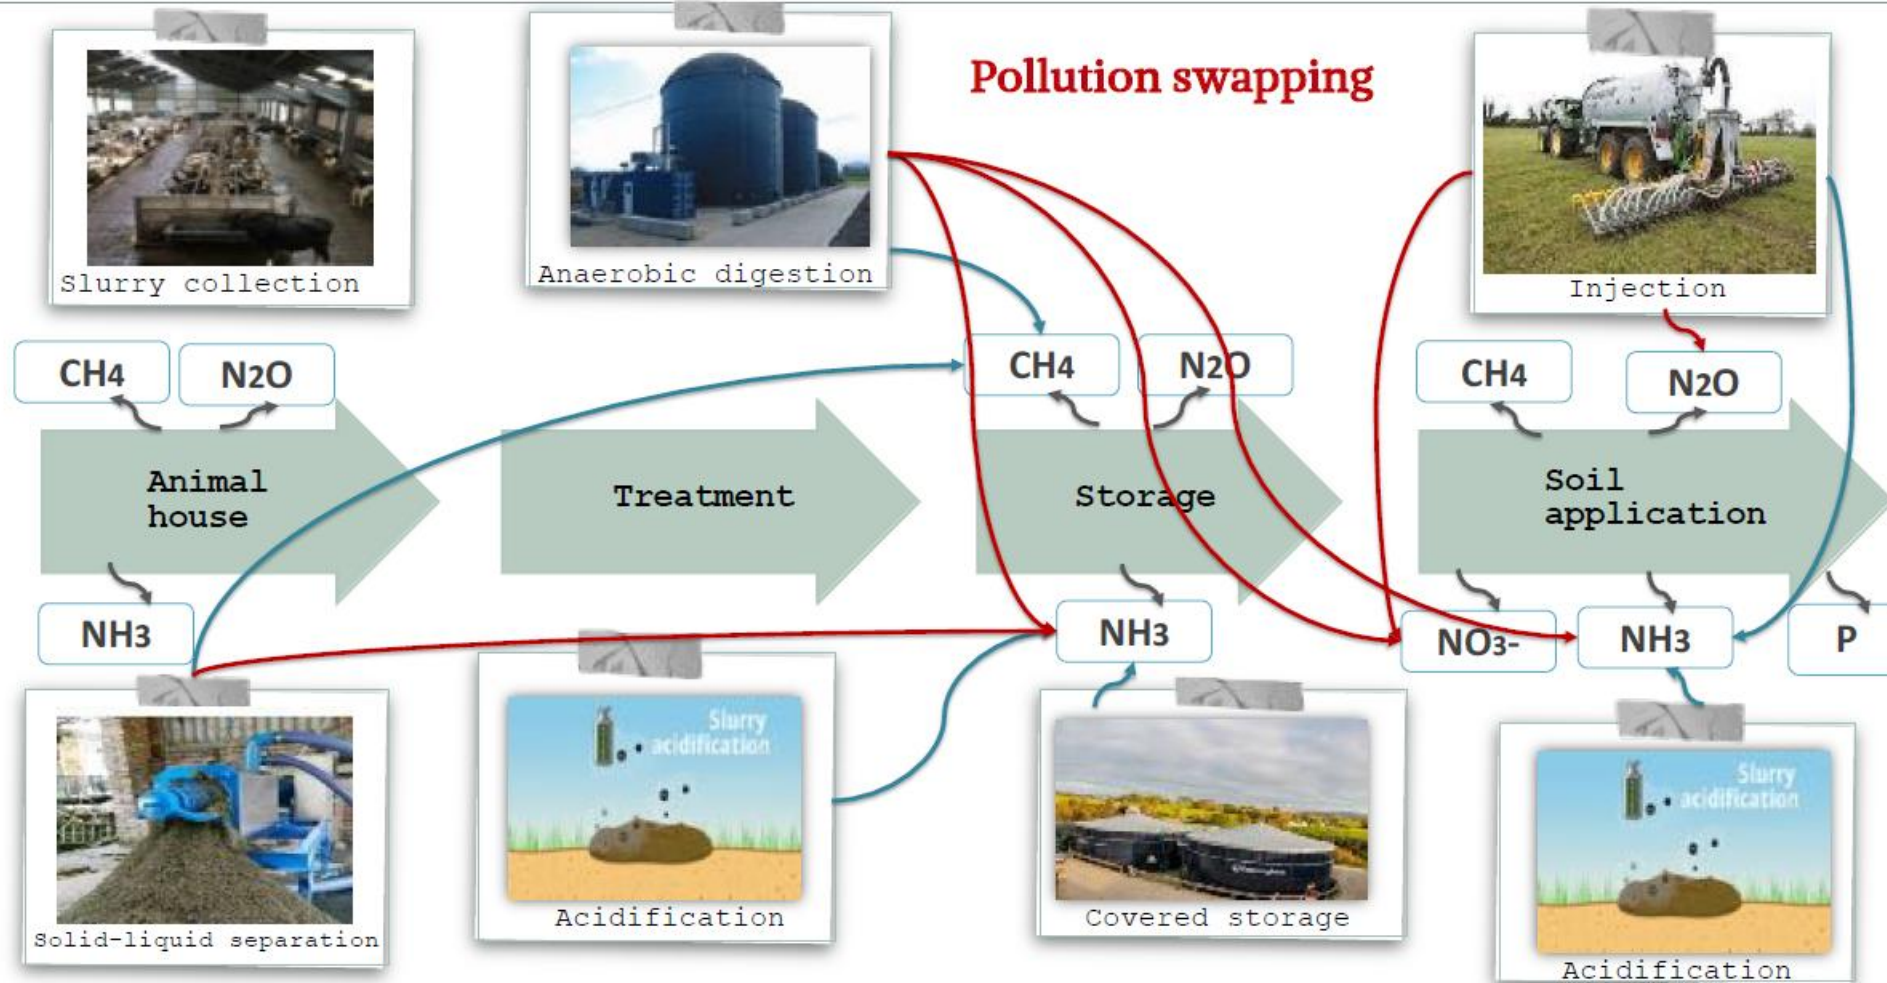 Pollution swapping
Slurry collection
Anaerobic digestion
Injection
CH4
N2O
CH4
N2O
CH4
N2O
Animal
house
Treatment
Storage
Soil
application
NH3
NH3
NO3-
NH3
P
Slurry
acidification
Slurry
acidification
Solid-liquid separation
Acidification
Covered storage
Acidification